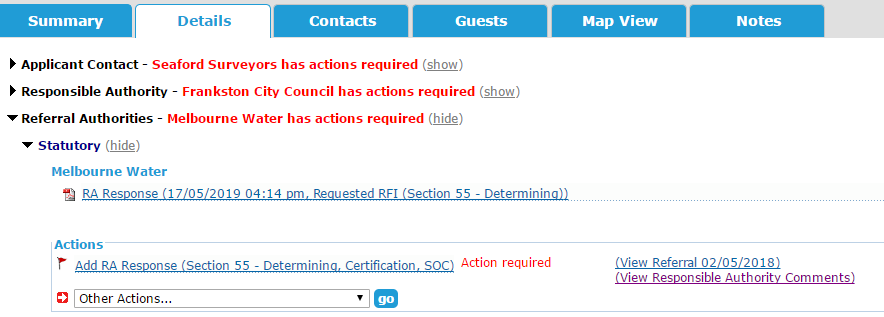 Summary Details Contacts Guests Map View Notes
Applicant Contact - Seaford Surveyors has actions required (show)
Responsible Authority - Frankston City Council has actions required (show)
Referral Authorities - Melbourne Water has actions required (hide)
Statutory (hide)
Melbourne Water
RA Response (17/05/2019 04:14 pm, Requested RFI (Section 55 - Determining))
Actions
Add RA Response (Section 55 - Determining, Certification, SOC) Action required (View Referral 02/05/2018)
(View Responsible Authority Comments)
Other Actions... go